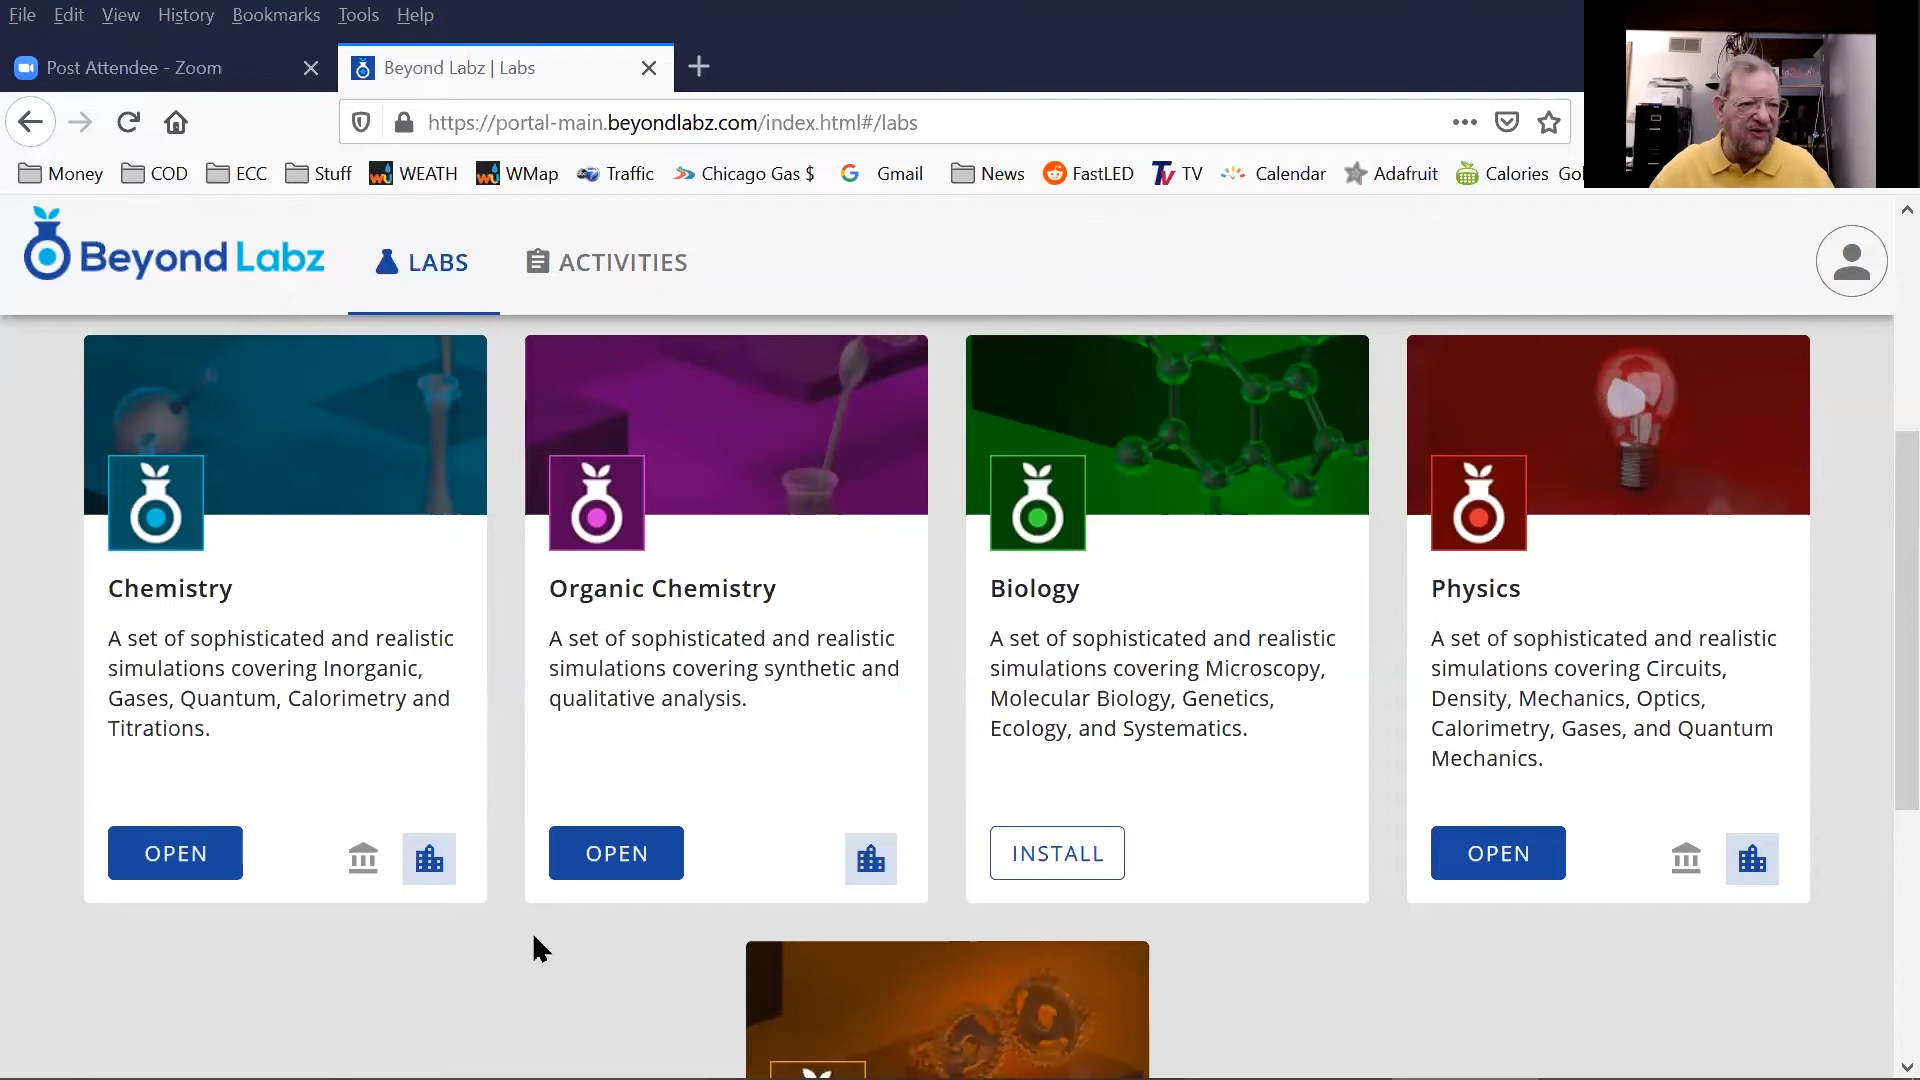 File Edit View History Bookmarks Tools Help
Post Attendee - Zoom
Beyond Labz | Labs
https://portal-main.beyondlabz.com/index.html#/labs
Money COD ECC Stuff WEATH WMap Traffic Chicago Gas $ Gmail News FastLED TV Calendar Adafruit Calories Gol
Beyond Labz LABS ACTIVITIES
Chemistry
A set of sophisticated and realistic
simulations covering Inorganic,
Gases, Quantum, Calorimetry and
Titrations.
OPEN
Organic Chemistry
A set of sophisticated and realistic
simulations covering synthetic and
qualitative analysis.
OPEN
Biology
A set of sophisticated and realistic
simulations covering Microscopy,
Molecular Biology, Genetics,
Ecology, and Systematics.
INSTALL
Physics
A set of sophisticated and realistic
simulations covering Circuits,
Density, Mechanics, Optics,
Calorimetry, Gases, and Quantum
Mechanics.
OPEN